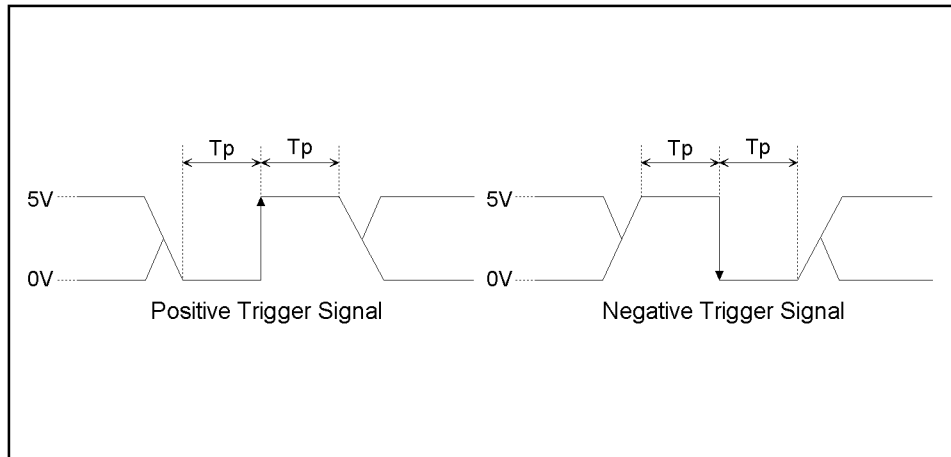 Tp Tp Tp Tp
5V 5V
0V 0V
Positive Trigger Signal Negative Trigger Signal